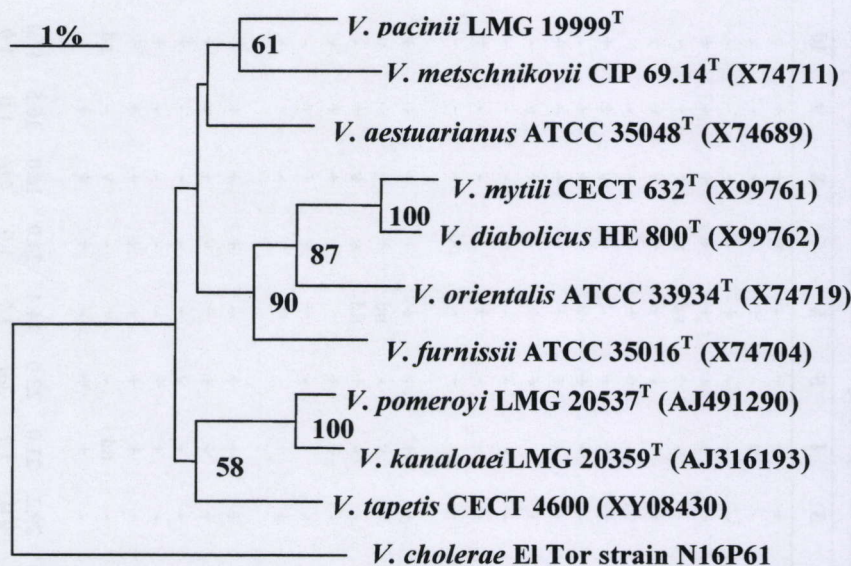 V. pacinii LMG 19999T
1%
61
V. metschnikovii CIP 69.14T (X74711)
V. aestuarianus ATCC 35048T (X74689)
V. mytili CECT 632T (X99761)
100
V. diabolicus HE 800T (X99762)
87
V. orientalis ATCC 33934T (X74719)
90
V. furnissii ATCC 35016T (X74704)
V. pomeroyi LMG 20537T (AJ491290)
100
V. kanaloaei LMG 20359T (AJ316193)
58
V. tapetis CECT 4600 (XY08430)
V. cholerae El Tor strain N16P61